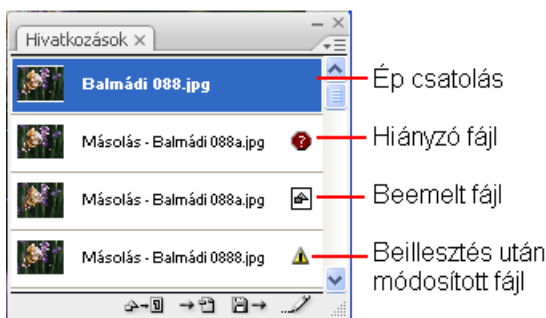 Hivatkozások
Balmádi 088.jpg
Ép csatolás
Másolás - Balmádi 088a.jpg
Hiányzó fájl
Másolás - Balmádi 088a.jpg
Beemelt fájl
Másolás - Balmádi 0888.jpg
Beillesztés után
módosított fájl